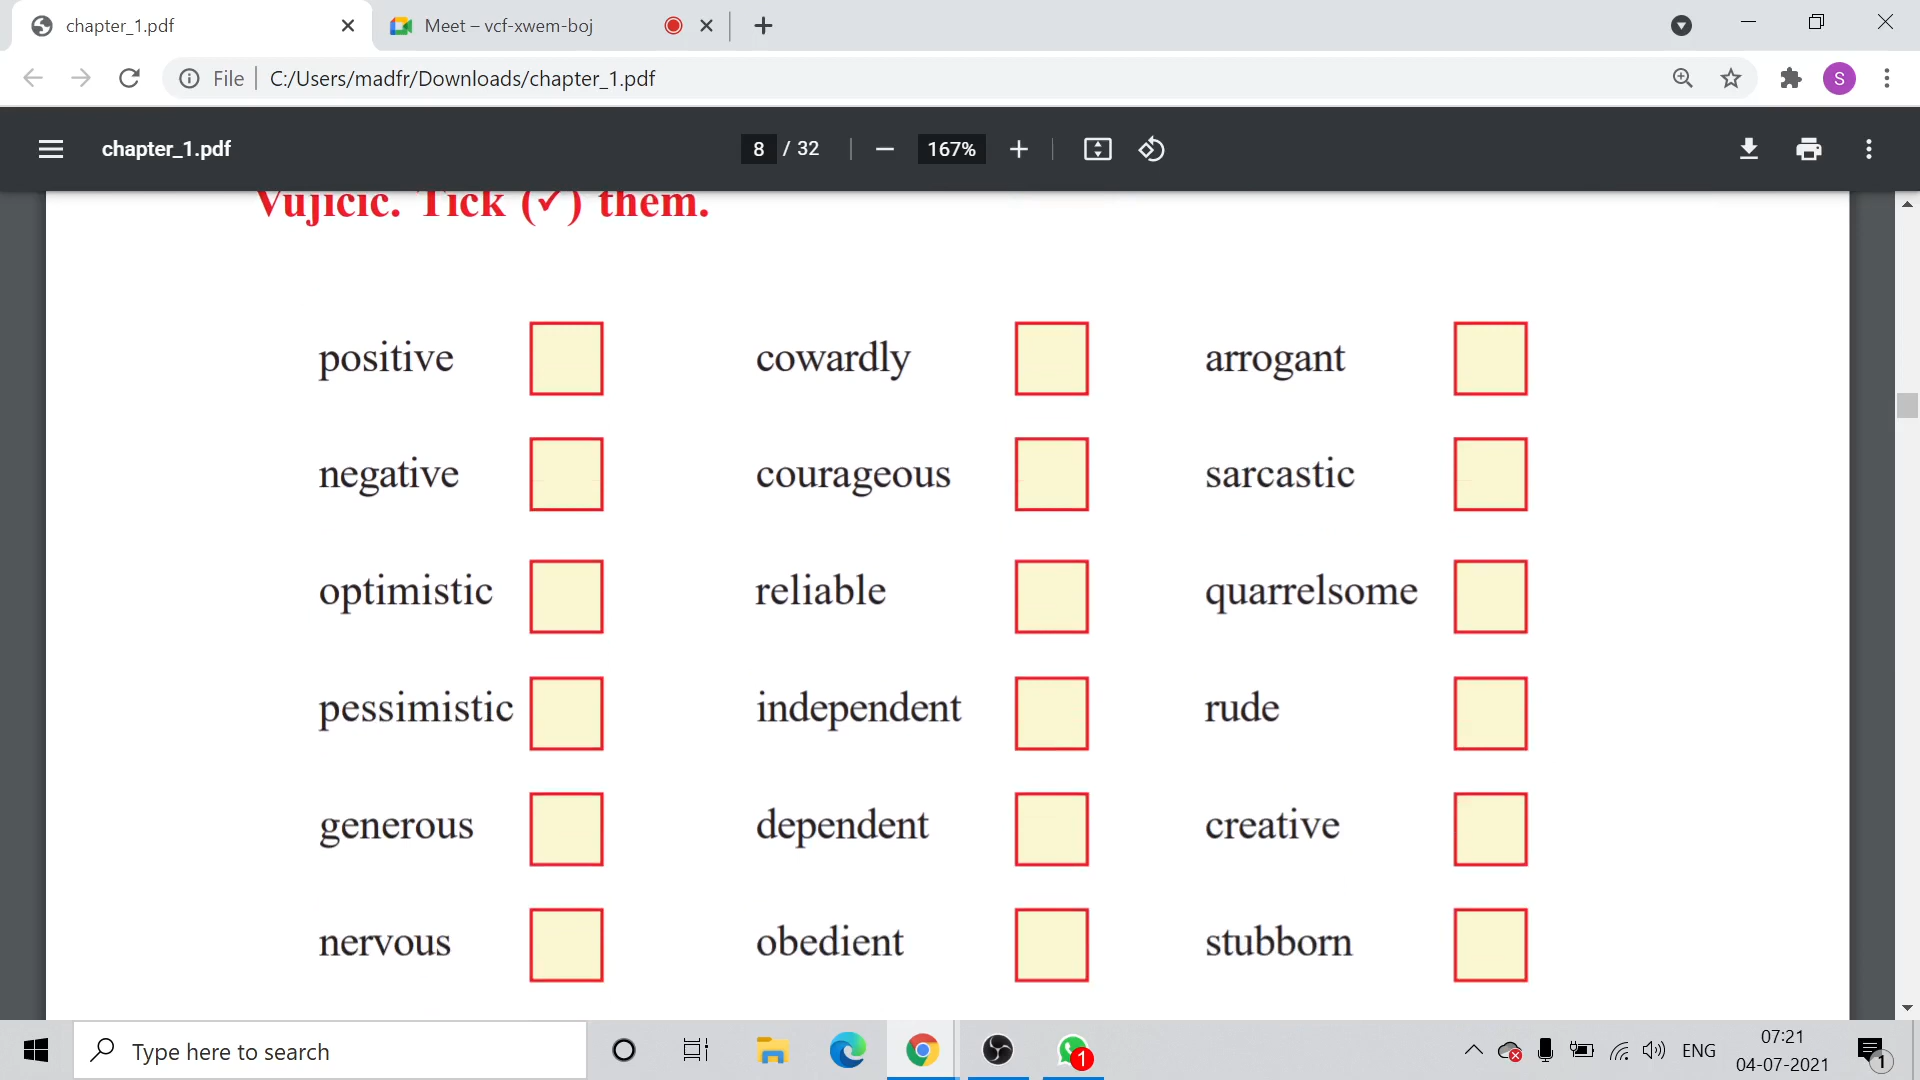 chapter_1.pdf
Meet – vcf-xwem-boj
File
C:/Users/madfr/Downloads/chapter_1.pdf
S
chapter_1.pdf
8 / 32
167%
Vujicic. Tick (✓) them.
positive cowardly arrogant
negative courageous sarcastic
optimistic reliable quarrelsome
pessimistic independent rude
generous dependent creative
nervous obedient stubborn
Type here to search
1
ENG
07:21
04-07-2021
1